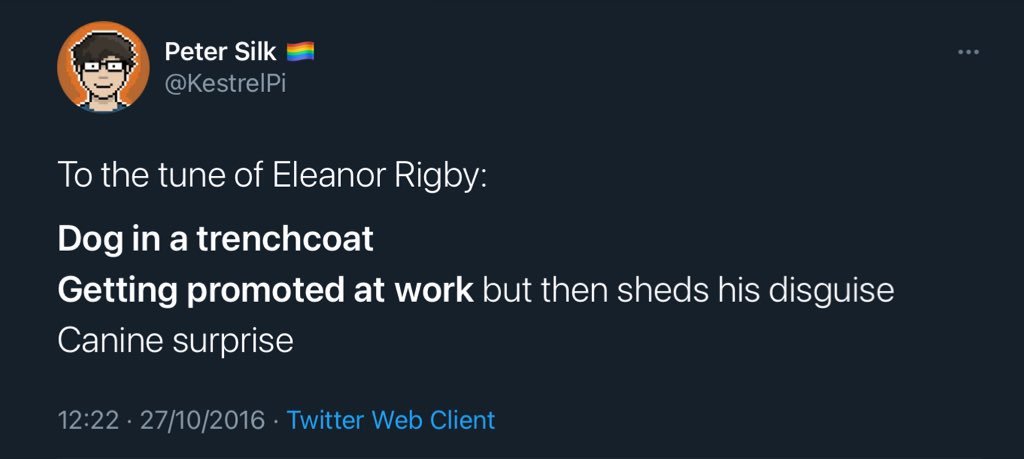 Peter Silk 🏳️‍🌈
@KestrelPi
To the tune of Eleanor Rigby:
Dog in a trenchcoat
Getting promoted at work but then sheds his disguise
Canine surprise
12:22 · 27/10/2016 · Twitter Web Client